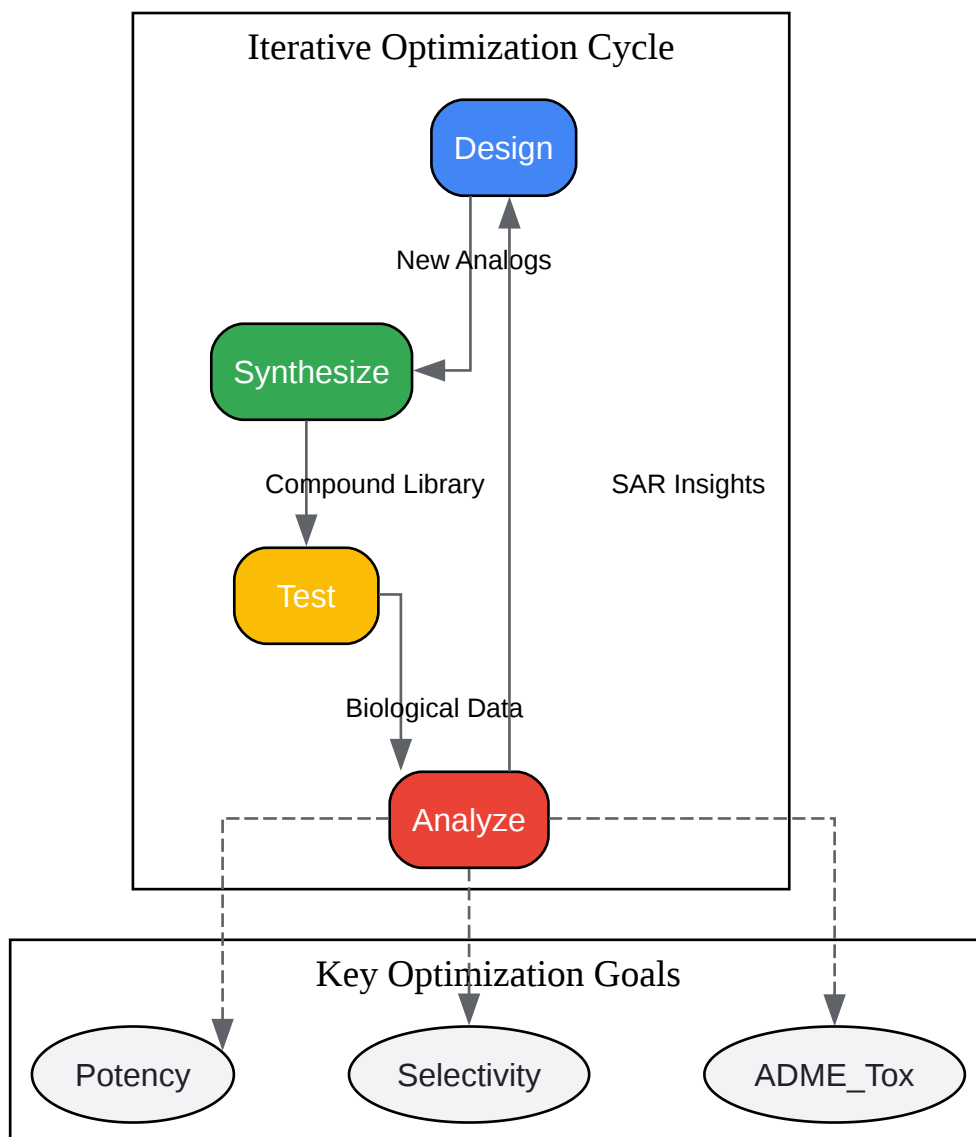 Iterative Optimization Cycle
Design
New Analogs
Synthesize
Compound Library
SAR Insights
Test
Biological Data
Analyze
Key Optimization Goals
Potency
Selectivity
ADME_Tox